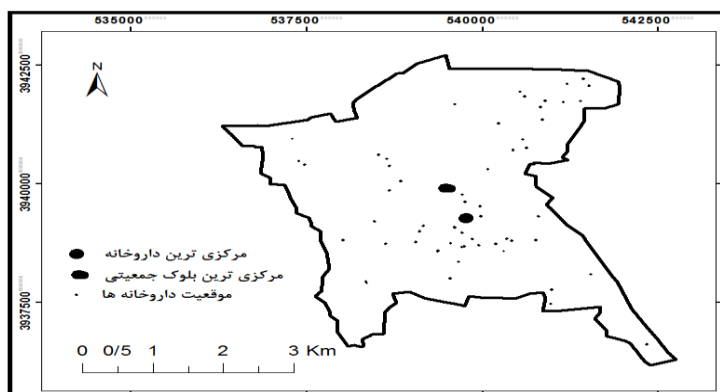 535000 537500 540000 542500
3942500
3940000
3937500
N
مرکزی ترین داروخانه
مرکزی ترین بلوک جمعیتی
موقعیت داروخانه ها
0 0/5 1 2 3 Km